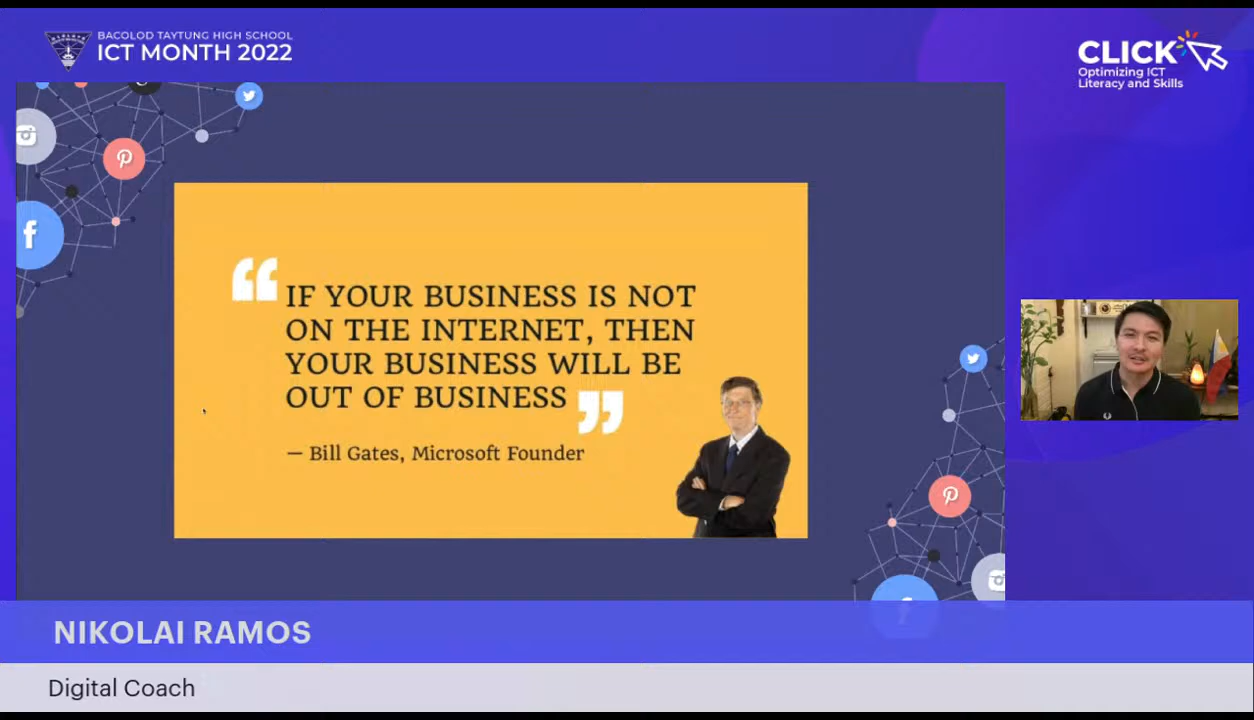 BACOLOD TAYTUNG HIGH SCHOOL
ICT MONTH 2022
CLICK
Optimizing ICT
Literacy and Skills
“IF YOUR BUSINESS IS NOT
ON THE INTERNET, THEN
YOUR BUSINESS WILL BE
OUT OF BUSINESS”
— Bill Gates, Microsoft Founder
NIKOLAI RAMOS
Digital Coach